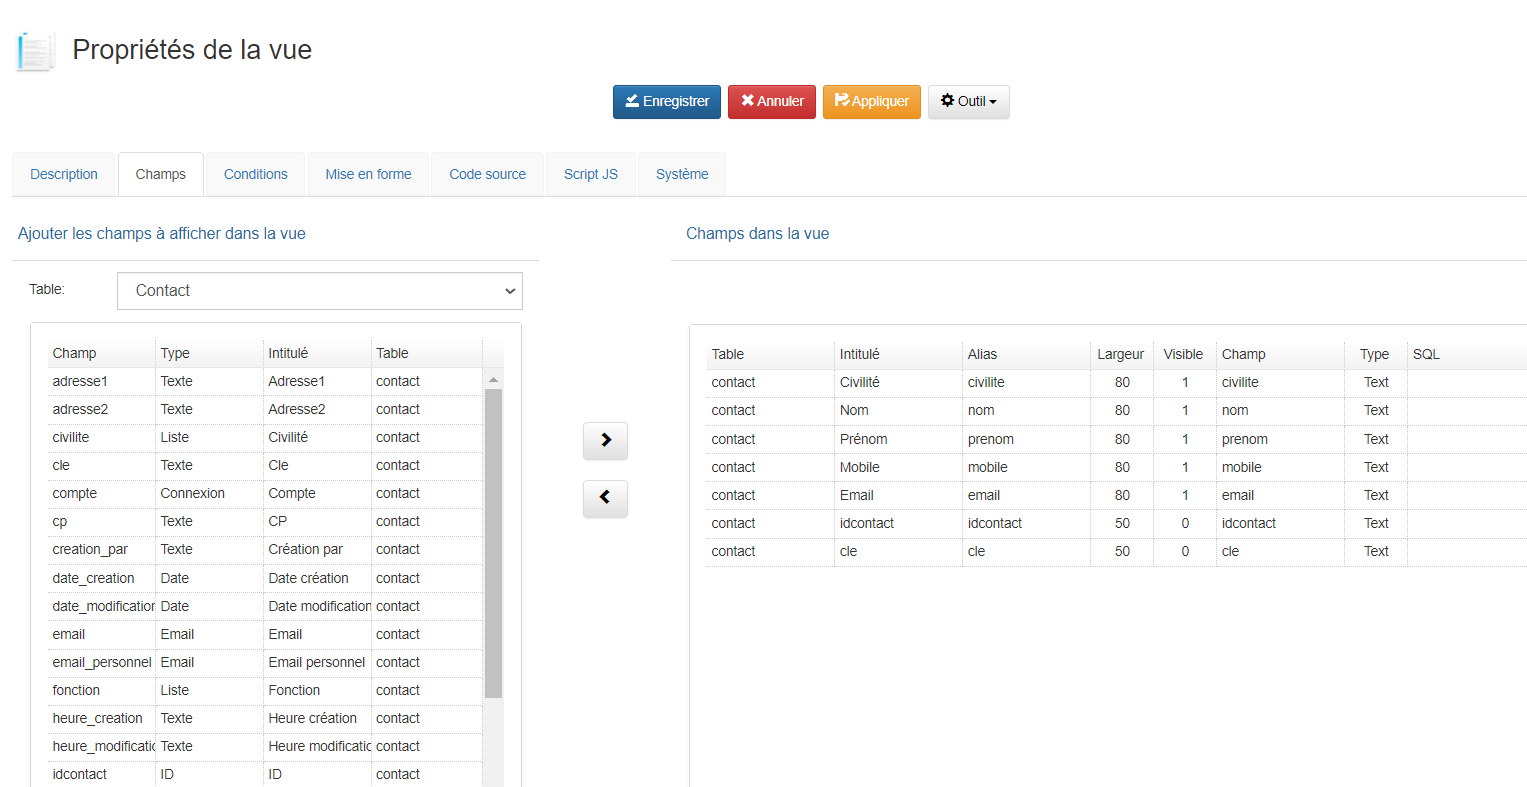 Propriétés de la vue
Enregistrer Annuler Appliquer Outil
Description Champs Conditions Mise en forme Code source Script JS Système
Ajouter les champs à afficher dans la vue
Table: Contact
Champ Type Intitulé Table
adresse1 Texte Adresse1 contact
adresse2 Texte Adresse2 contact
civilite Liste Civilité contact
cle Texte Cle contact
compte Connexion Compte contact
cp Texte CP contact
creation_par Texte Création par contact
date_creation Date Date création contact
date_modification Date Date modification contact
email Email Email contact
email_personnel Email Email personnel contact
fonction Liste Fonction contact
heure_creation Texte Heure création contact
heure_modificatio Texte Heure modificatio contact
idcontact ID ID contact
Champs dans la vue
Table Intitulé Alias Largeur Visible Champ Type SQL
contact Civilité civilite 80 1 civilite Text
contact Nom nom 80 1 nom Text
contact Prénom prenom 80 1 prenom Text
contact Mobile mobile 80 1 mobile Text
contact Email email 80 1 email Text
contact idcontact idcontact 50 0 idcontact Text
contact cle cle 50 0 cle Text